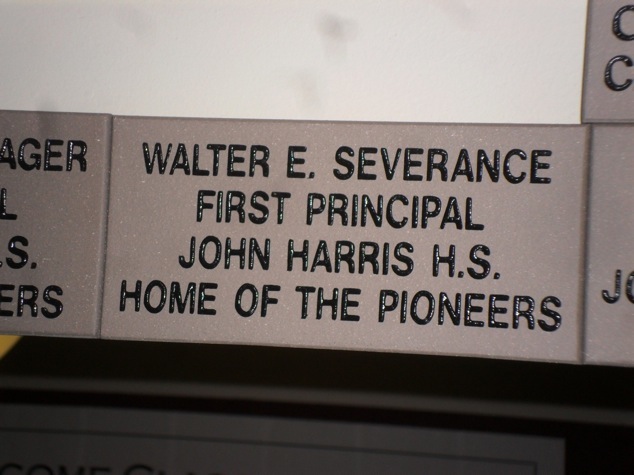 WALTER E. SEVERANCE
FIRST PRINCIPAL
JOHN HARRIS H.S.
HOME OF THE PIONEERS